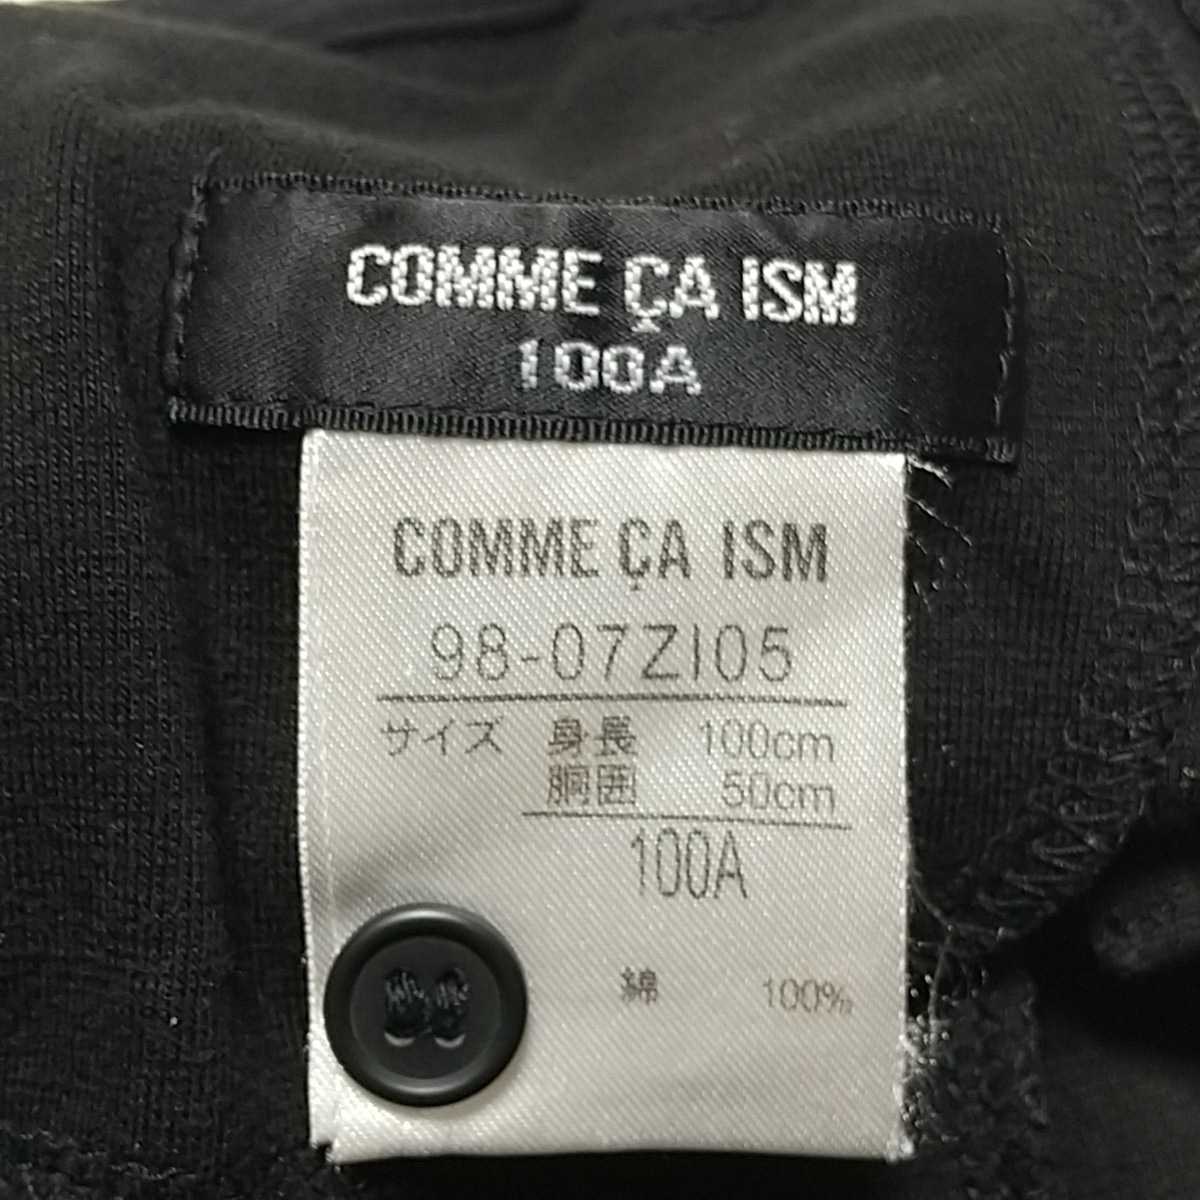 COMME ÇA ISM
100A
COMME ÇA ISM
98-07ZI05
サイズ 身長 100cm
胴囲 50cm
100A
綿 100%